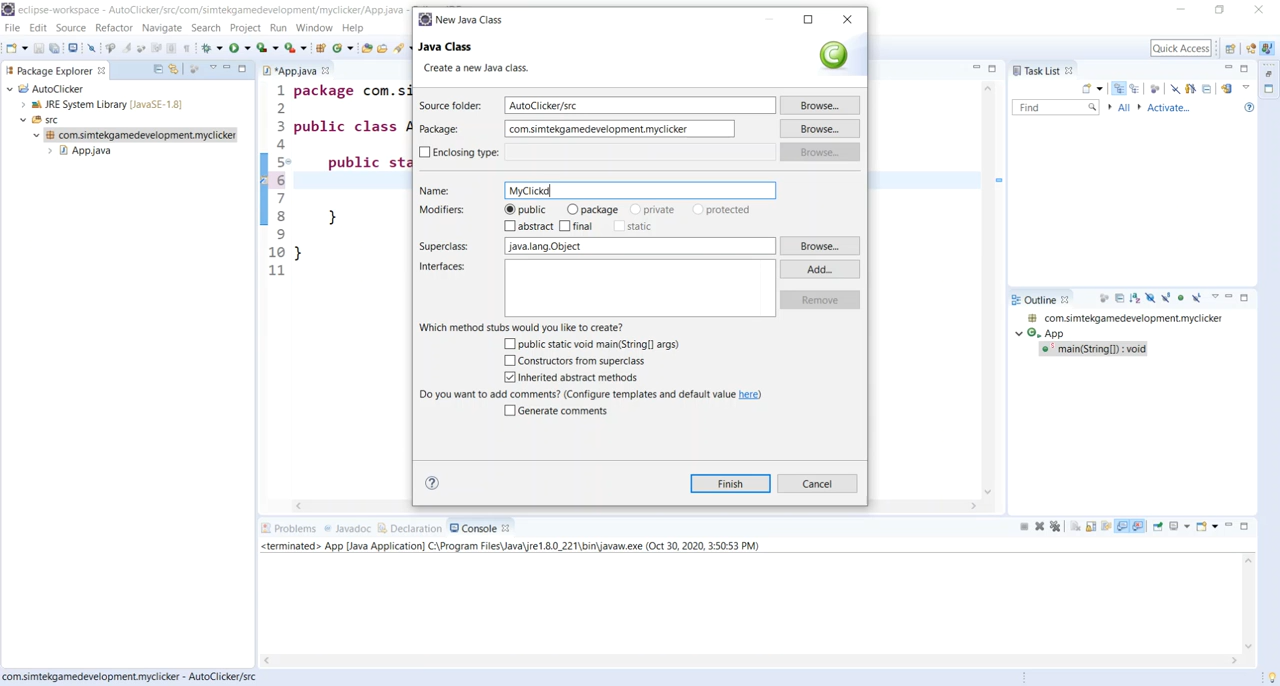 eclipse-workspace - AutoClicker/src/com/simtekgamedevelopment/myclicker/App.java -
New Java Class
File Edit Source Refactor Navigate Search Project Run Window Help
Java Class
Create a new Java class.
Quick Access
Package Explorer
*App.java
Task List
AutoClicker
JRE System Library [JavaSE-1.8]
src
com.simtekgamedevelopment.myclicker
App.java
Find
All
Activate...
1 package com.si
2
3 public class A
4
5 public sta
6
7
8 }
9
10 }
11
Source folder: AutoClicker/src Browse...
Package: com.simtekgamedevelopment.myclicker Browse...
Enclosing type: Browse...
Name: MyClickd
Modifiers: public package private protected
abstract final static
Superclass: java.lang.Object Browse...
Interfaces: Add...
Remove
Which method stubs would you like to create?
public static void main(String[] args)
Constructors from superclass
Inherited abstract methods
Do you want to add comments? (Configure templates and default value here)
Generate comments
Finish Cancel
Outline
com.simtekgamedevelopment.myclicker
App
main(String[]) : void
Problems Javadoc Declaration Console
<terminated> App [Java Application] C:\Program Files\Java\jre1.8.0_221\bin\javaw.exe (Oct 30, 2020, 3:50:53 PM)
com.simtekgamedevelopment.myclicker - AutoClicker/src